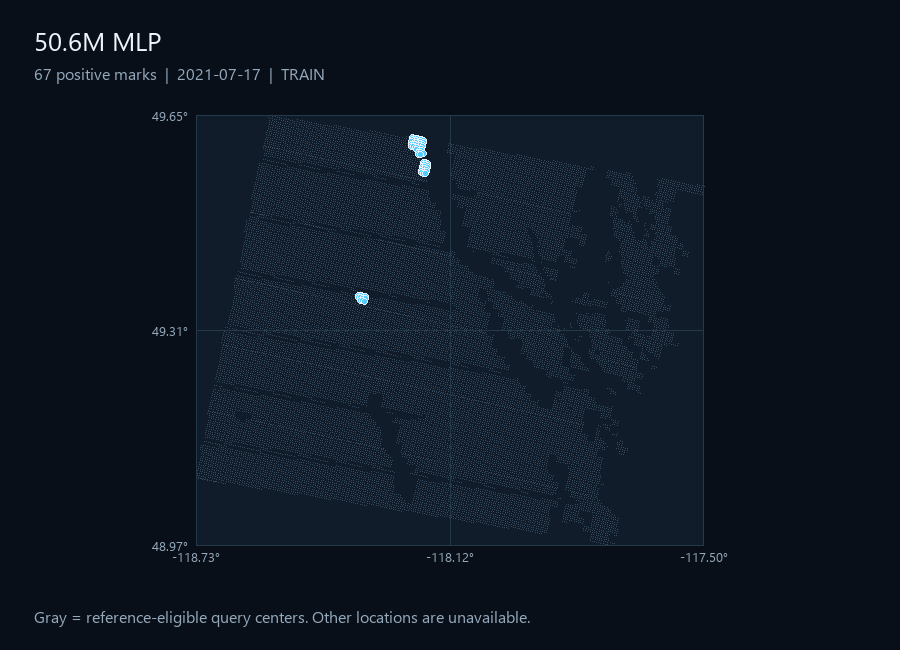 50.6M MLP
67 positive marks | 2021-07-17 | TRAIN
49.65°
49.31°
48.97°
-118.73°
-118.12°
-117.50°
Gray = reference-eligible query centers. Other locations are unavailable.